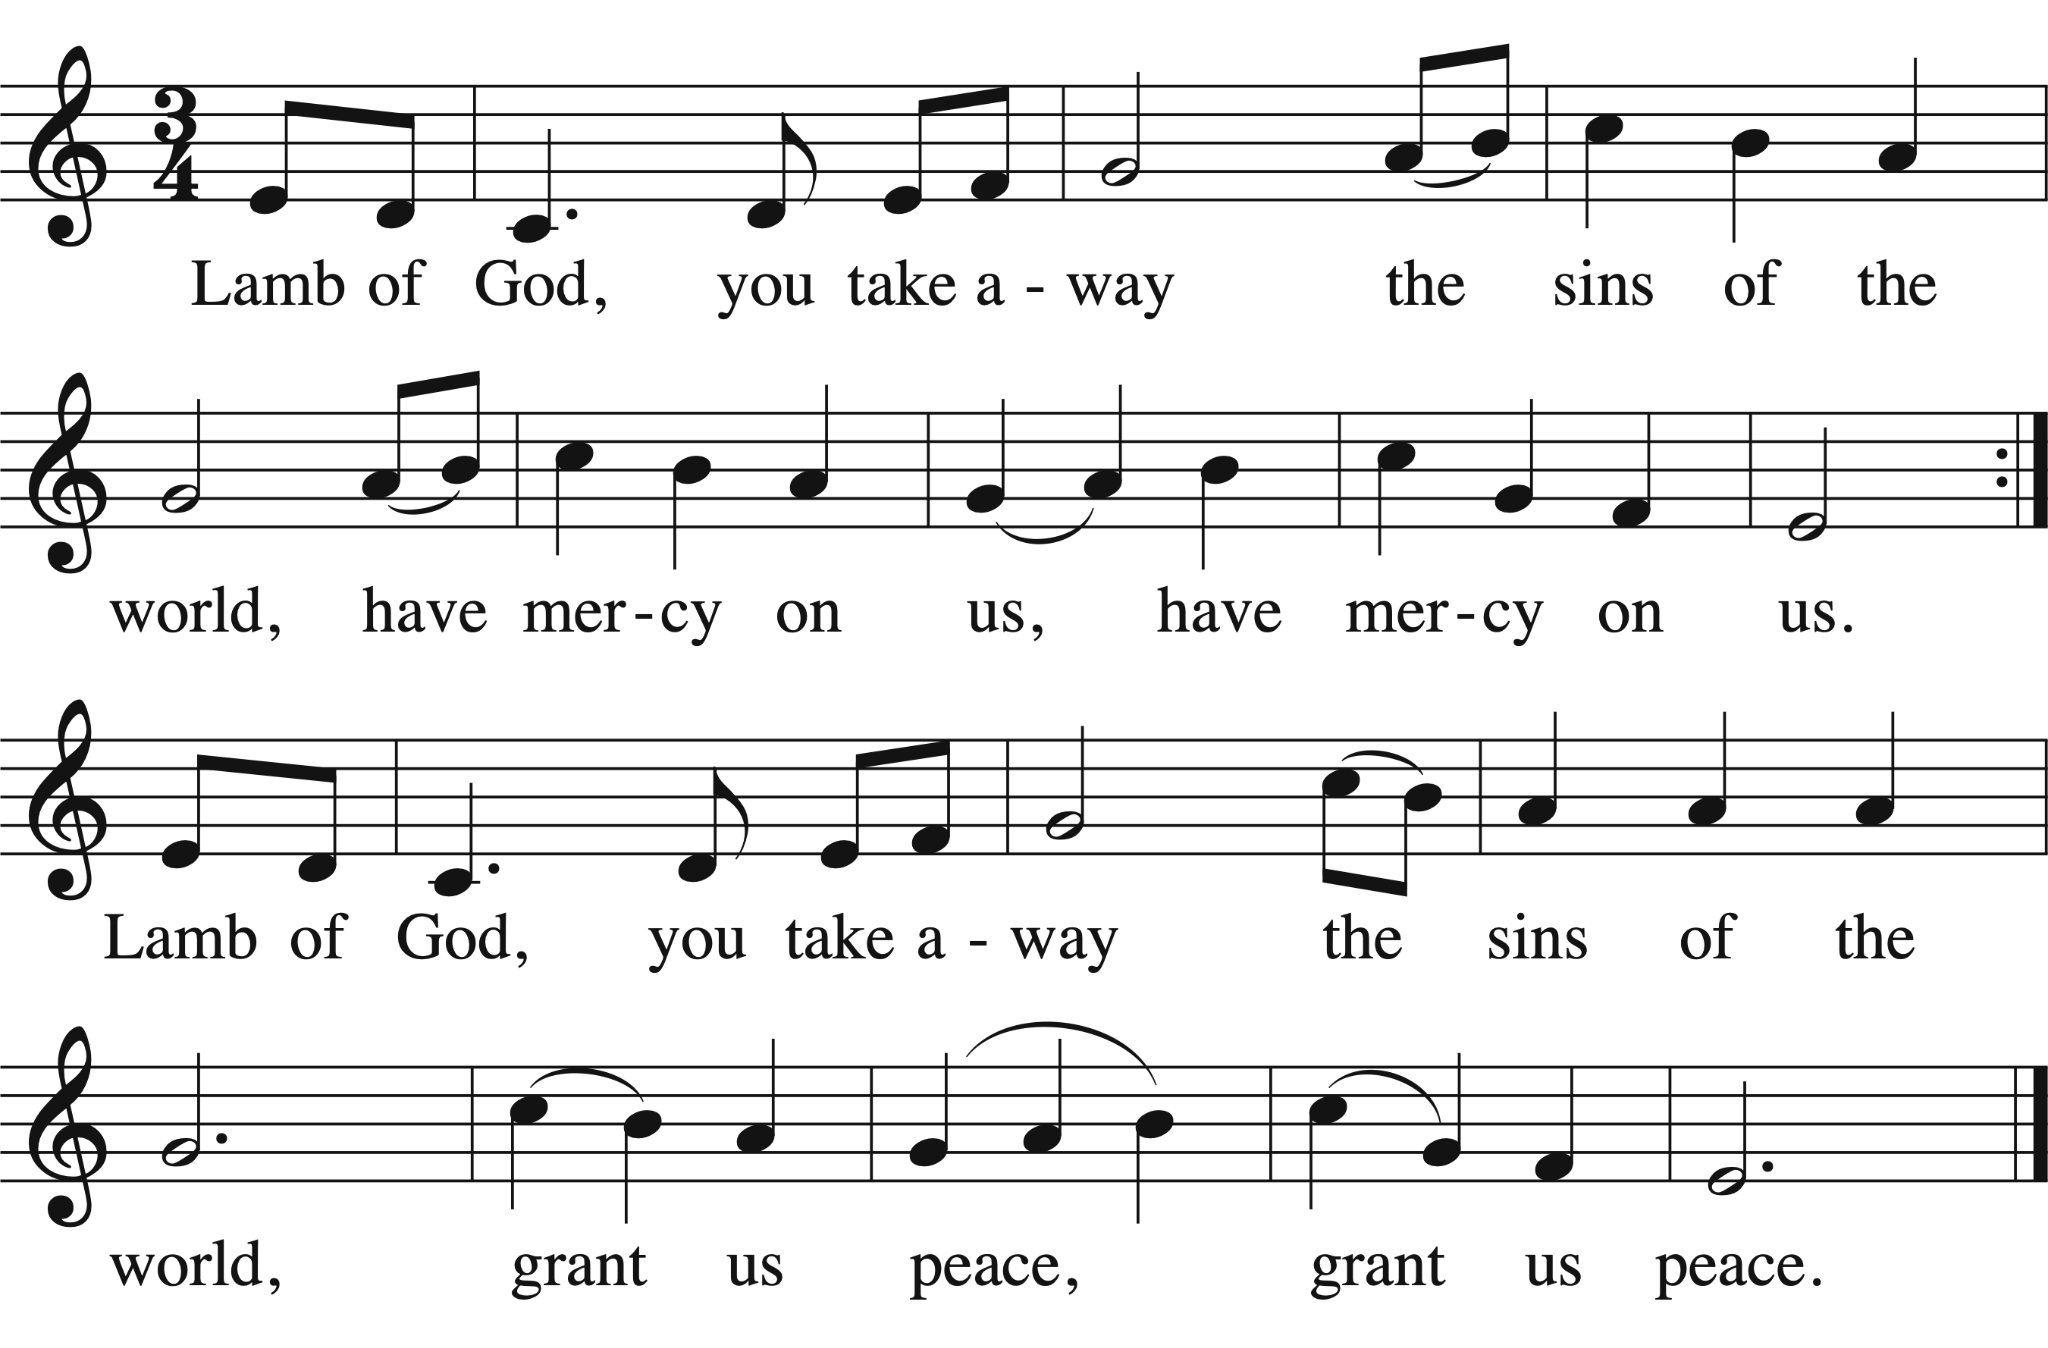 3
4
Lamb of God, you take a - way the sins of the
world, have mer - cy on us, have mer - cy on us.
Lamb of God, you take a - way the sins of the
world, grant us peace, grant us peace.